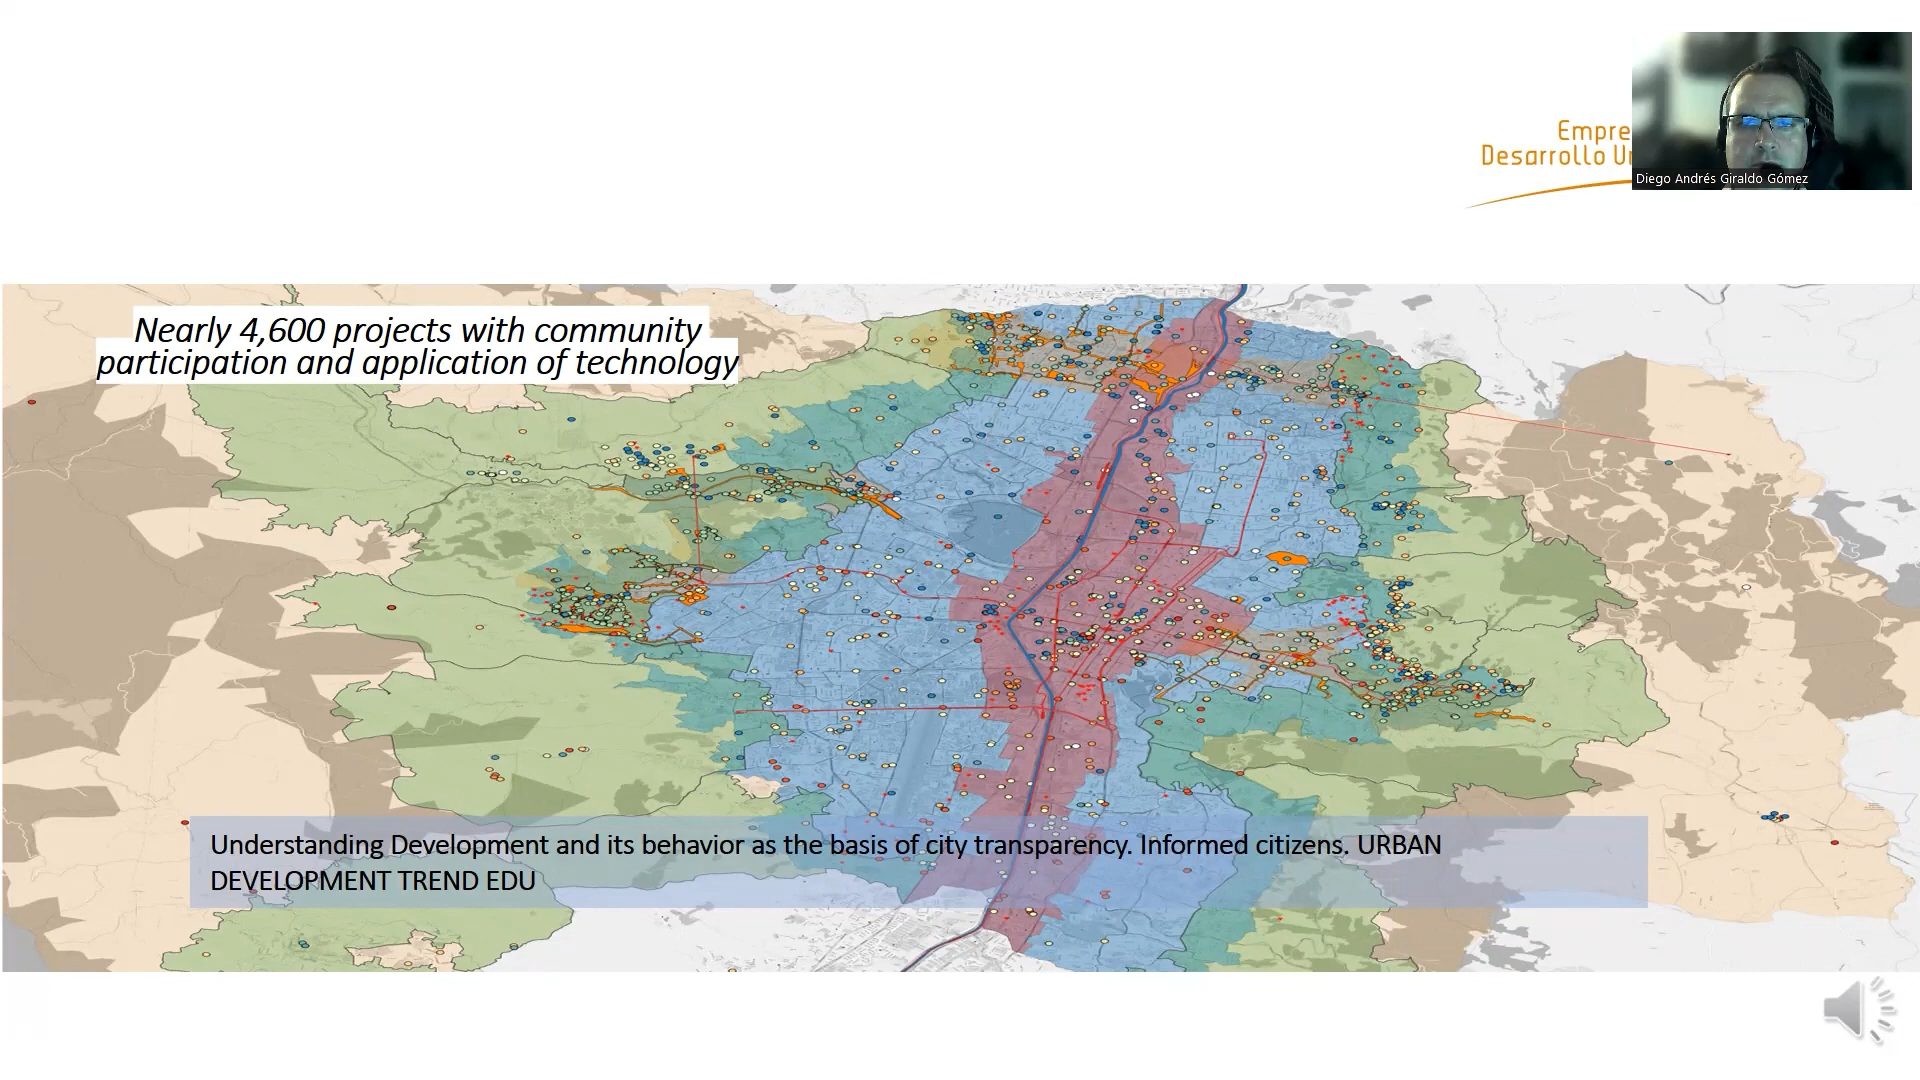 Empre
Desarrollo U
Diego Andrés Giraldo Gómez
Nearly 4,600 projects with community
participation and application of technology
Understanding Development and its behavior as the basis of city transparency. Informed citizens. URBAN
DEVELOPMENT TREND EDU